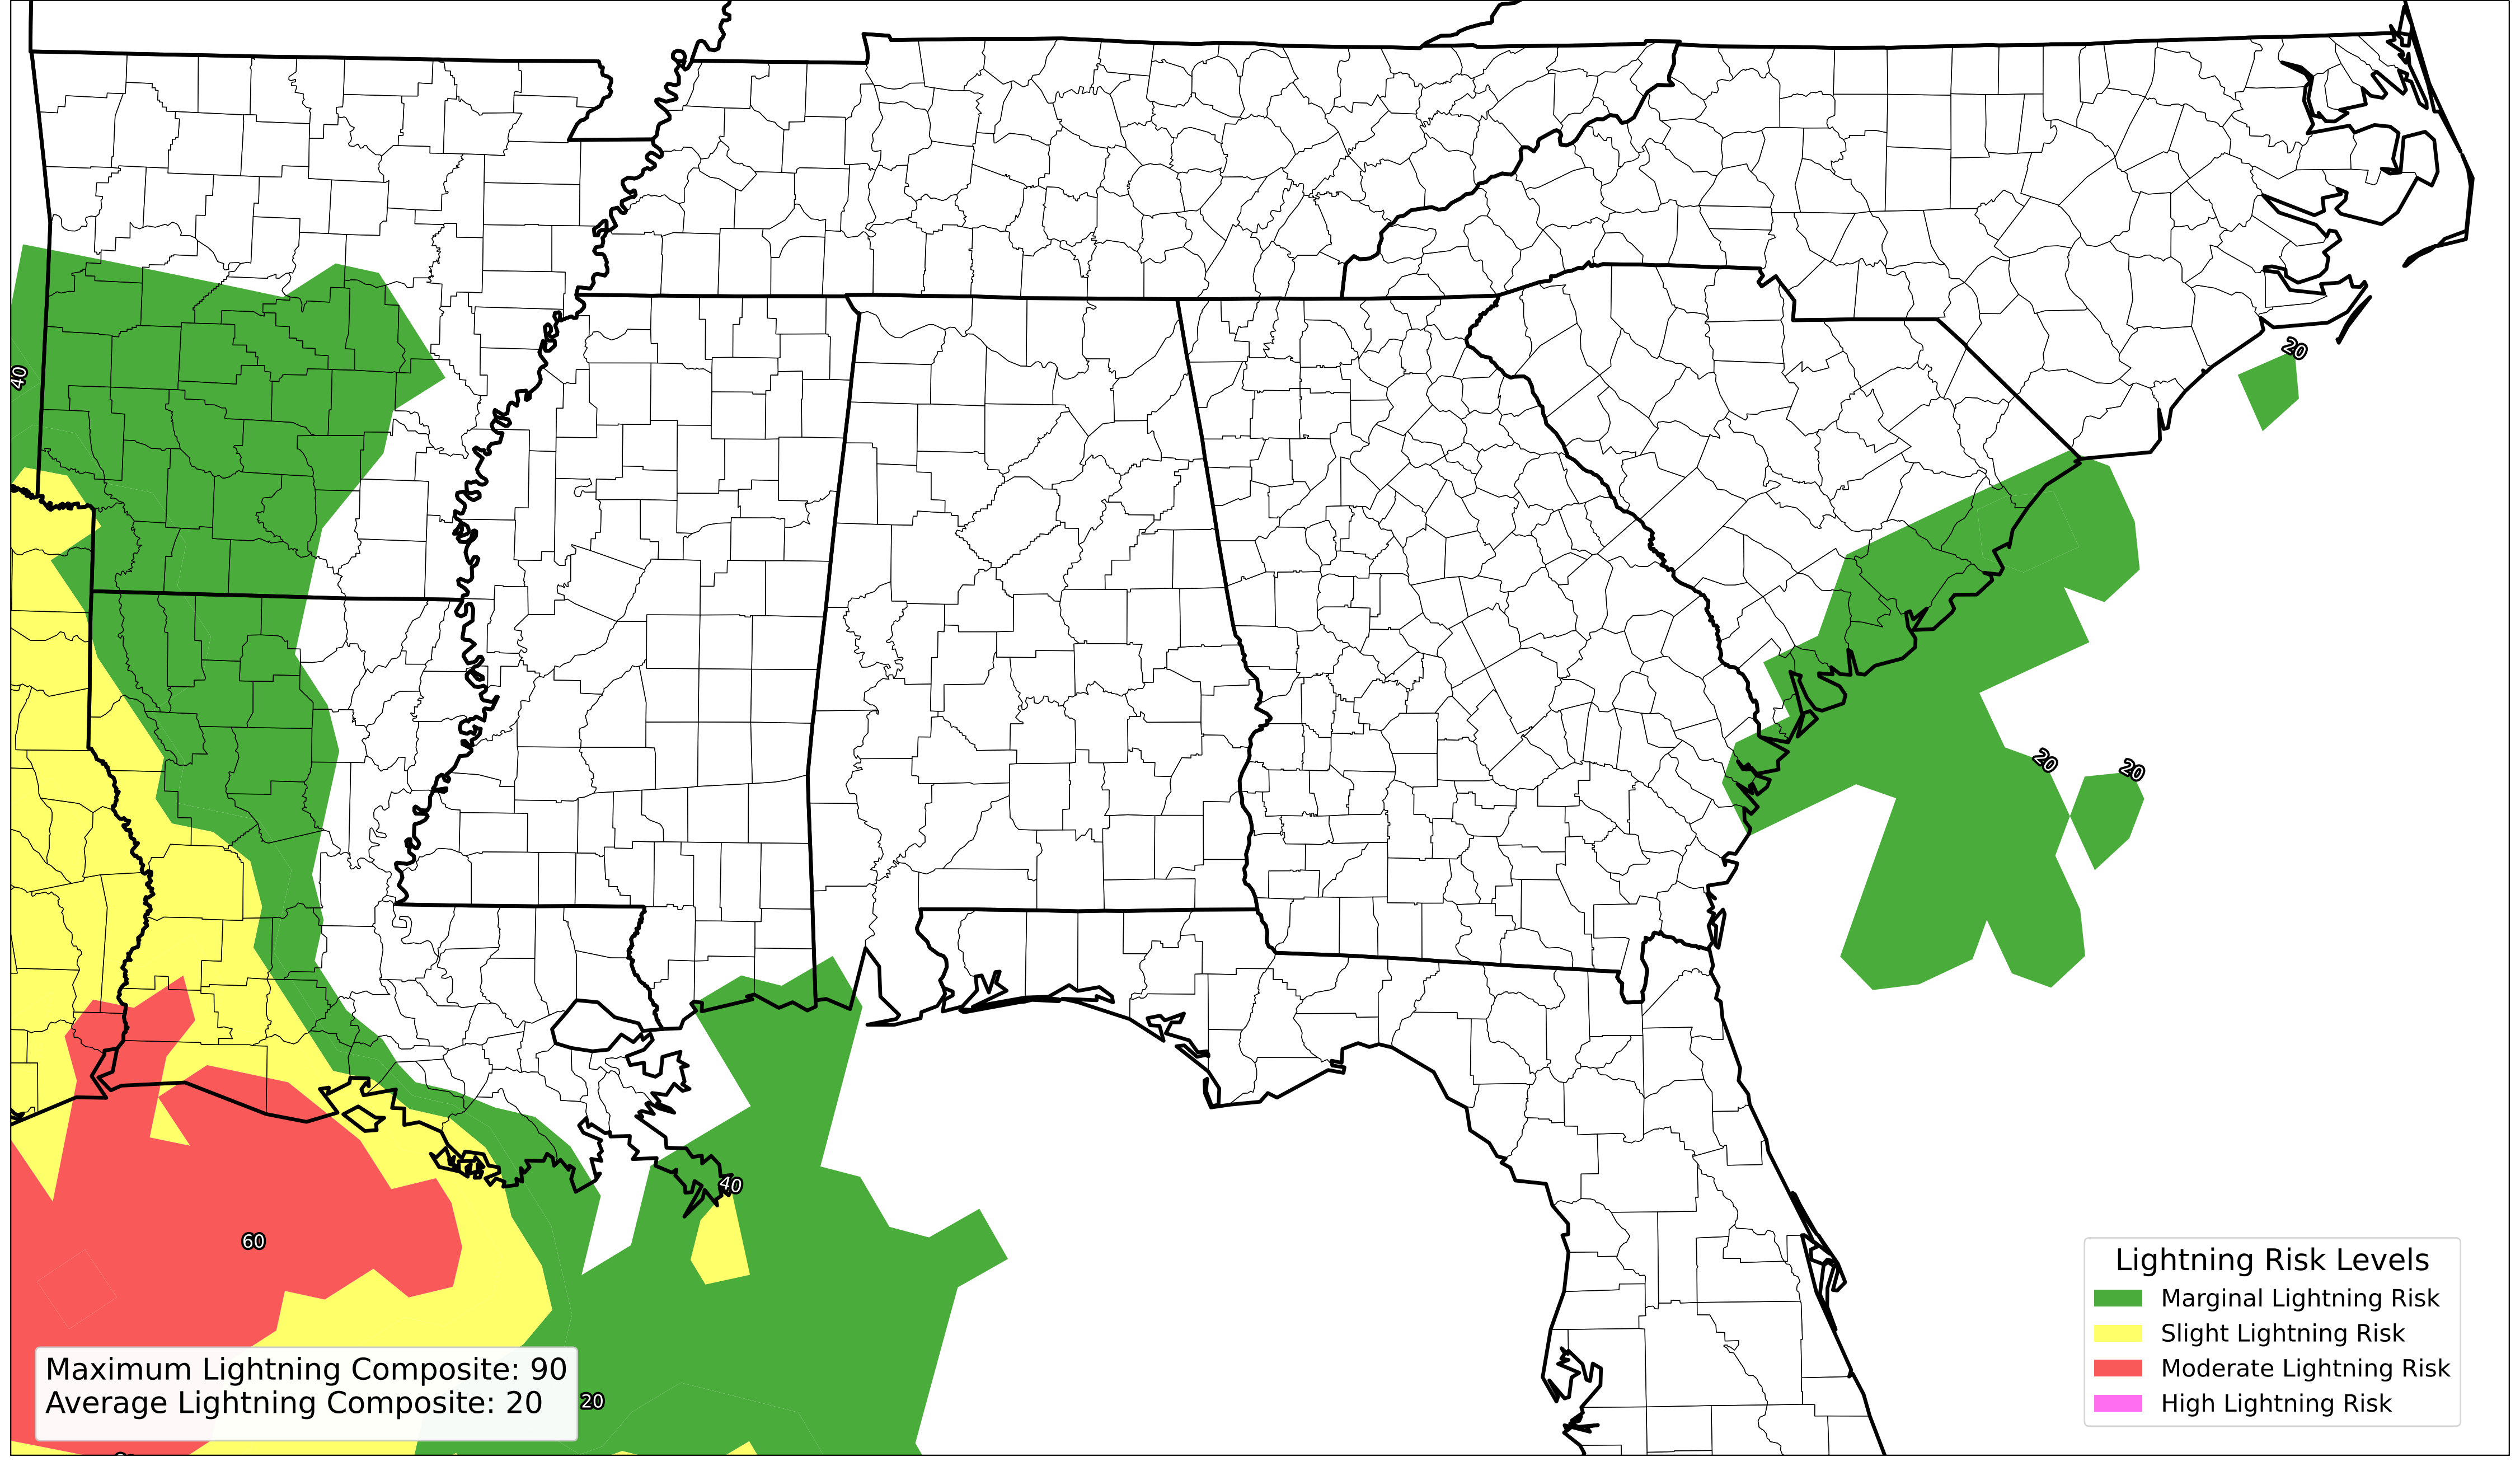 20
40
20
20
40
60
20
Lightning Risk Levels
Marginal Lightning Risk
Slight Lightning Risk
Moderate Lightning Risk
High Lightning Risk
Maximum Lightning Composite: 90
Average Lightning Composite: 20